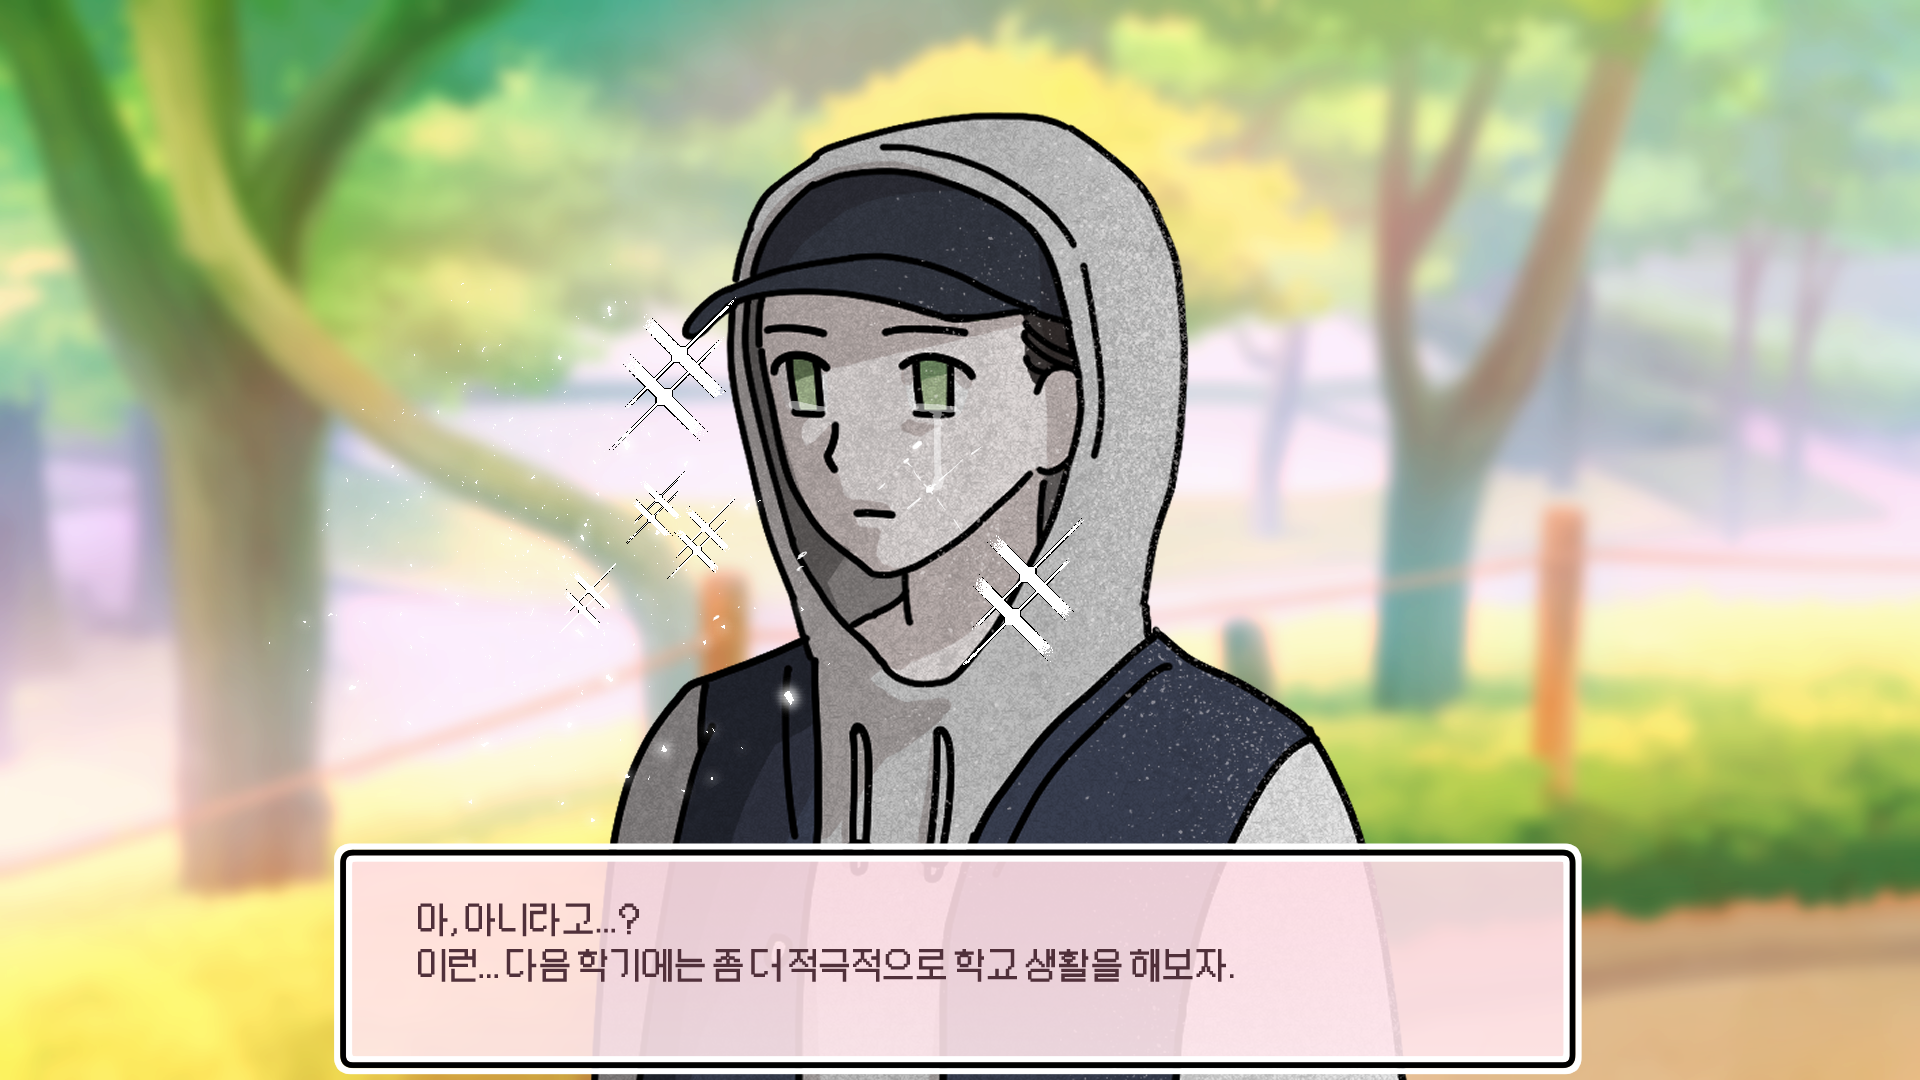 아,아니라고...?
이런... 다음 학기에는 좀 더 적극적으로 학교 생활을 해보자.